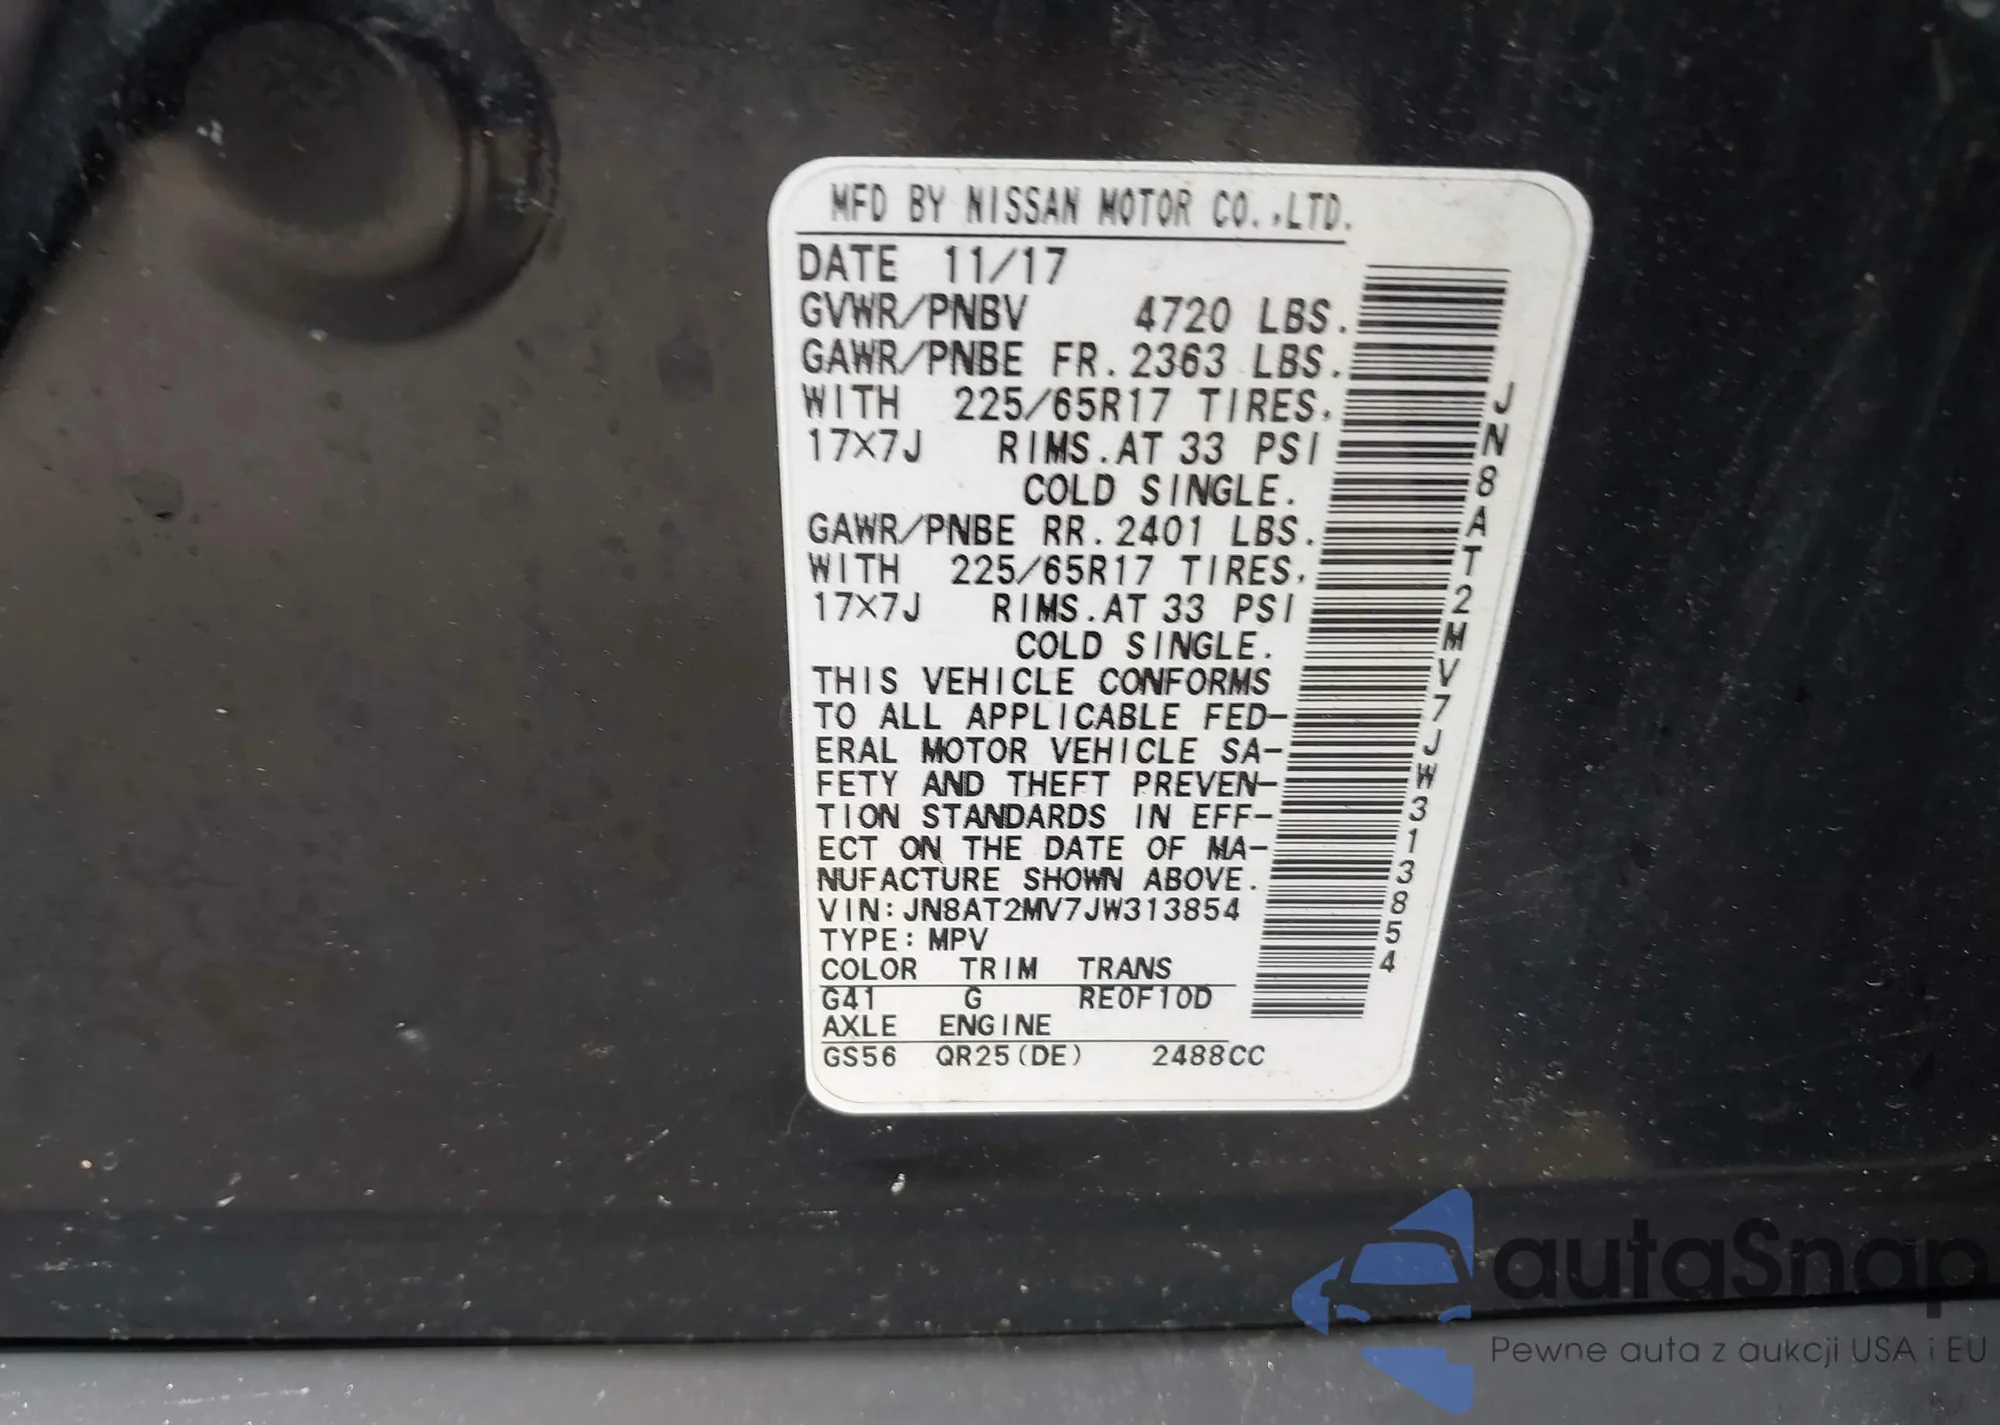 MFD BY NISSAN MOTOR CO.,LTD.
DATE 11/17
GVWR/PNBV 4720 LBS.
GAWR/PNBE FR. 2363 LBS.
WITH 225/65R17 TIRES,
17X7J RIMS.AT 33 PSI
COLD SINGLE.
GAWR/PNBE RR. 2401 LBS.
WITH 225/65R17 TIRES,
17X7J RIMS.AT 33 PSI
COLD SINGLE.
THIS VEHICLE CONFORMS
TO ALL APPLICABLE FED-
ERAL MOTOR VEHICLE SA-
FETY AND THEFT PREVEN-
TION STANDARDS IN EFF-
ECT ON THE DATE OF MA-
NUFACTURE SHOWN ABOVE.
VIN:JN8AT2MV7JW313854
TYPE:MPV
COLOR TRIM TRANS
G41 G RE0F10D
AXLE ENGINE
GS56 QR25(DE) 2488CC
JN8AT2MV7JW313854
autaSnap
Pewne auta z aukcji USA i EU